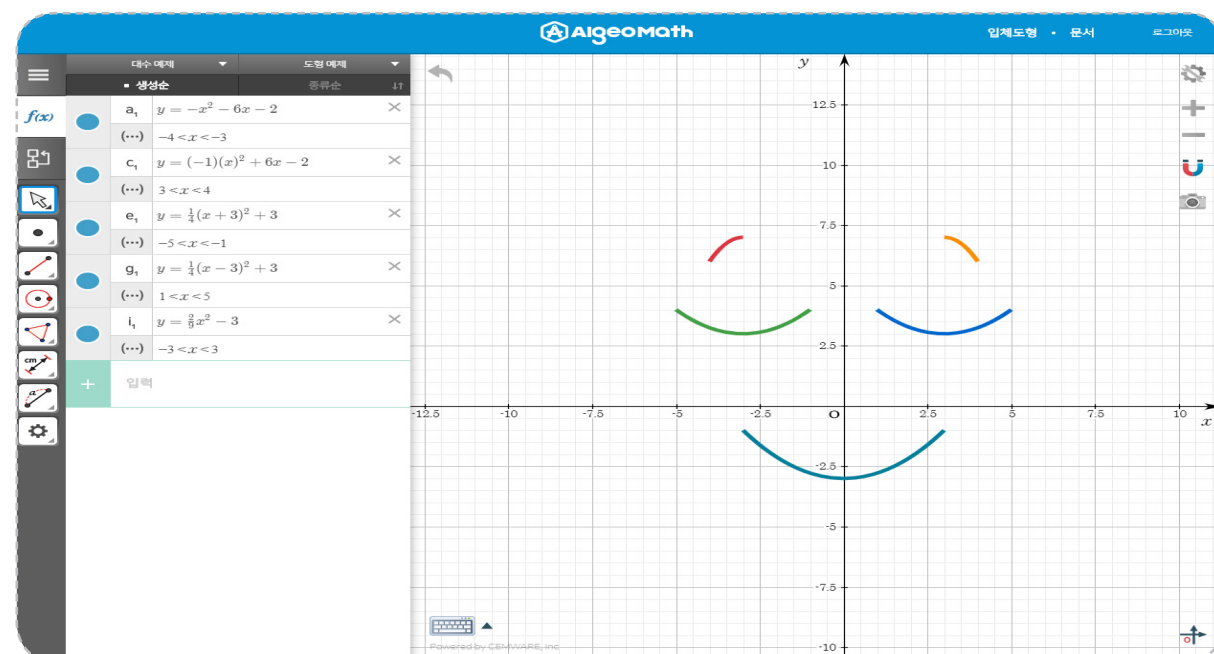 AlgeoMath
입체도형 · 문서
로그아웃
대수 예제 ▼ 도형 예제 ▼
▪ 생성순 종류순 ↓↑
f(x)
a₁ y = −x² − 6x − 2 ×
(···) −4 < x < −3
c₁ y = (−1)(x)² + 6x − 2 ×
(···) 3 < x < 4
e₁ y = ¼(x + 3)² + 3 ×
(···) −5 < x < −1
g₁ y = ¼(x − 3)² + 3 ×
(···) 1 < x < 5
i₁ y = 2/9x² − 3 ×
(···) −3 < x < 3
+ 입력
cm
a
y
12.5
10
7.5
5
2.5
-12.5 -10 -7.5 -5 -2.5 O 2.5 5 7.5 10
x
-2.5
-5
-7.5
-10
Powered by CEMWARE, Inc